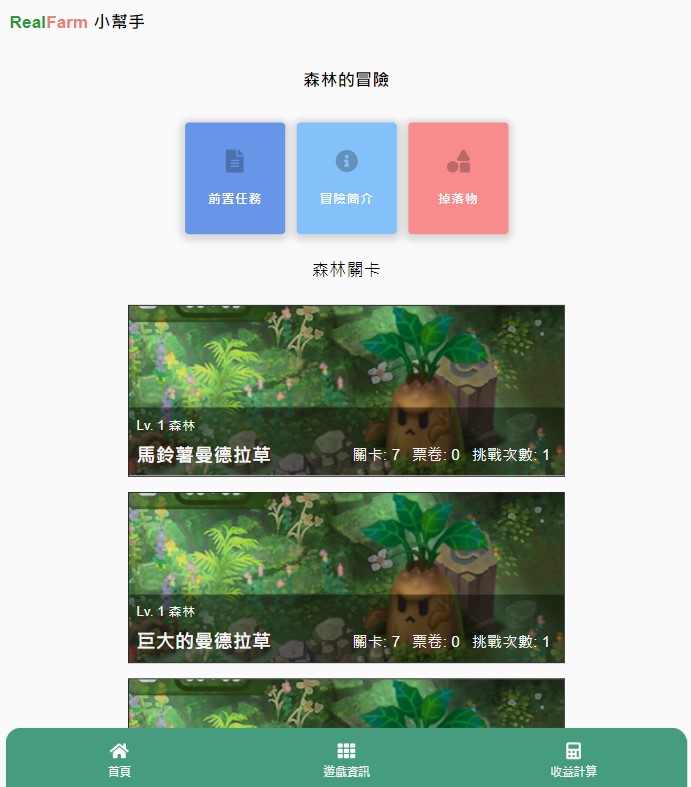 RealFarm 小幫手
森林的冒險
前置任務
冒險簡介
掉落物
森林關卡
Lv. 1 森林
馬鈴薯曼德拉草
關卡: 7 票卷: 0 挑戰次數: 1
Lv. 1 森林
巨大的曼德拉草
關卡: 7 票卷: 0 挑戰次數: 1
首頁
遊戲資訊
收益計算